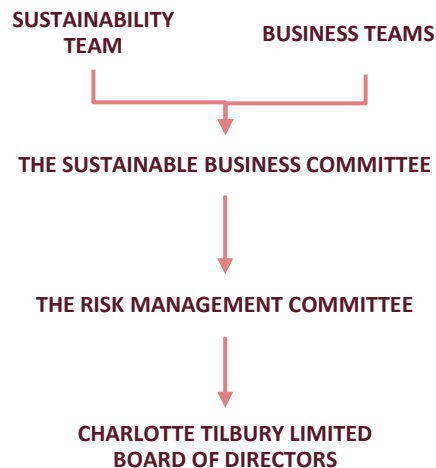 SUSTAINABILITY
TEAM
BUSINESS TEAMS
THE SUSTAINABLE BUSINESS COMMITTEE
THE RISK MANAGEMENT COMMITTEE
CHARLOTTE TILBURY LIMITED
BOARD OF DIRECTORS